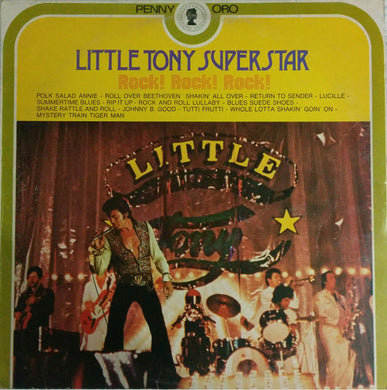 PENNY ORO
LITTLE TONY SUPERSTAR
Rock! Rock! Rock!
POLK SALAD ANNIE - ROLL OVER BEETHOVEN SHAKIN' ALL OVER - RETURN TO SENDER - LUCILLE -
SUMMERTIME BLUES - RIP IT UP - ROCK AND ROLL LULLABY - BLUES SUEDE SHOES -
SHAKE RATTLE AND ROLL - JOHNNY B. GOOD - TUTTI FRUTTI - WHOLE LOTTA SHAKIN' GOIN' ON -
MYSTERY TRAIN TIGER MAN
LITTLE
Tony